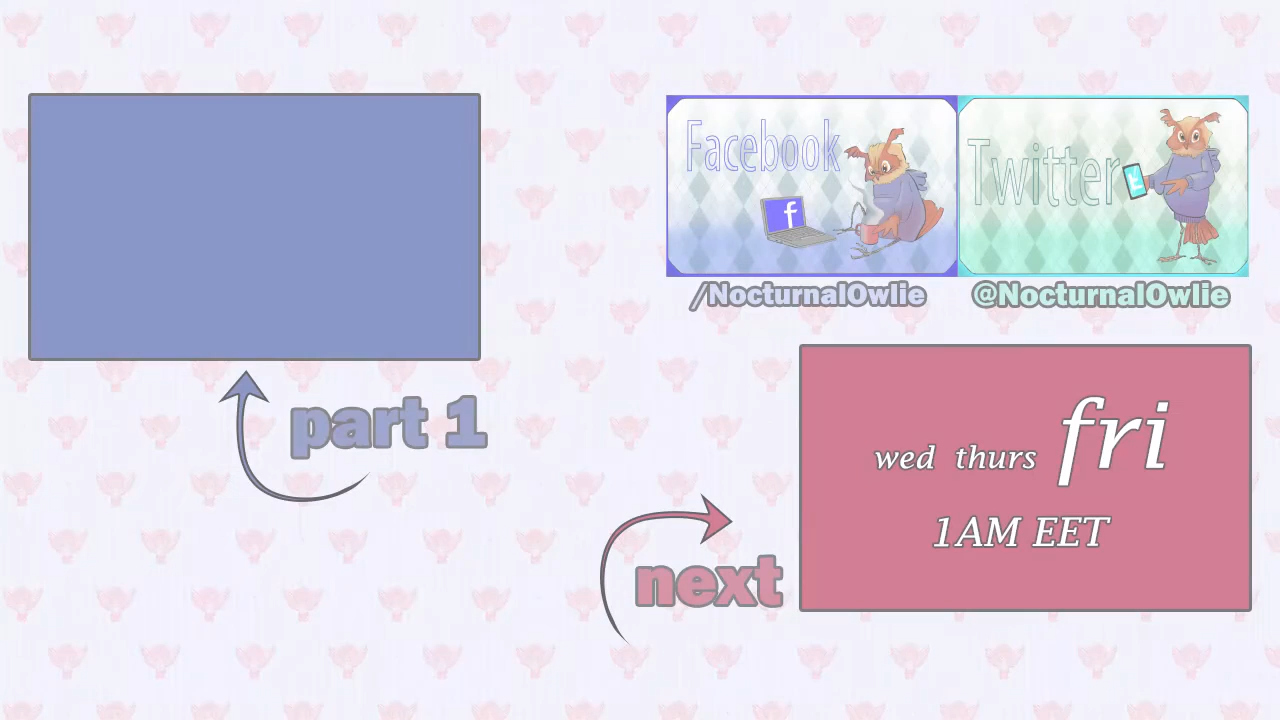 Facebook
f
/NocturnalOwlie
Twitter
t
@NocturnalOwlie
part 1
wed thurs fri
1AM EET
next